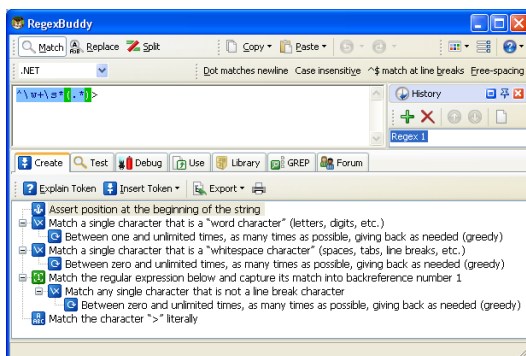 RegexBuddy
Match Replace Split Copy Paste
.NET Dot matches newline Case insensitive ^$ match at line breaks Free-spacing
^\w+\s*(.*)>
History
Regex 1
Create Test Debug Use Library GREP Forum
Explain Token Insert Token Export
Assert position at the beginning of the string
Match a single character that is a "word character" (letters, digits, etc.)
Between one and unlimited times, as many times as possible, giving back as needed (greedy)
Match a single character that is a "whitespace character" (spaces, tabs, line breaks, etc.)
Between zero and unlimited times, as many times as possible, giving back as needed (greedy)
Match the regular expression below and capture its match into backreference number 1
Match any single character that is not a line break character
Between zero and unlimited times, as many times as possible, giving back as needed (greedy)
Match the character ">" literally